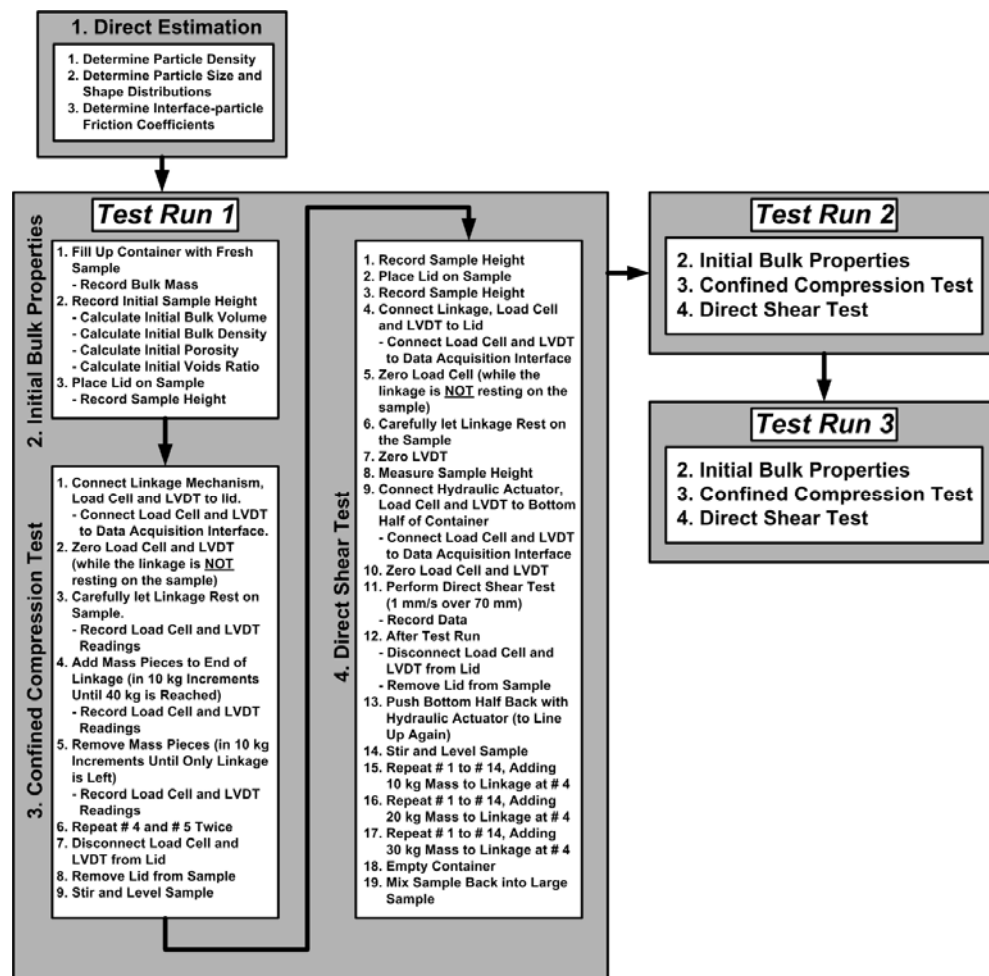 1. Direct Estimation
1. Determine Particle Density
2. Determine Particle Size and
Shape Distributions
3. Determine Interface-particle
Friction Coefficients
Test Run 1
2. Initial Bulk Properties
1. Fill Up Container with Fresh
Sample
- Record Bulk Mass
2. Record Initial Sample Height
- Calculate Initial Bulk Volume
- Calculate Initial Bulk Density
- Calculate Initial Porosity
- Calculate Initial Voids Ratio
3. Place Lid on Sample
- Record Sample Height
3. Confined Compression Test
1. Connect Linkage Mechanism,
Load Cell and LVDT to lid.
- Connect Load Cell and LVDT
to Data Acquisition Interface.
2. Zero Load Cell and LVDT
(while the linkage is NOT
resting on the sample)
3. Carefully let Linkage Rest on
Sample.
- Record Load Cell and LVDT
Readings
4. Add Mass Pieces to End of
Linkage (in 10 kg Increments
Until 40 kg is Reached)
- Record Load Cell and LVDT
Readings
5. Remove Mass Pieces (in 10 kg
Increments Until Only Linkage
is Left)
- Record Load Cell and LVDT
Readings
6. Repeat # 4 and # 5 Twice
7. Disconnect Load Cell and
LVDT from Lid
8. Remove Lid from Sample
9. Stir and Level Sample
4. Direct Shear Test
1. Record Sample Height
2. Place Lid on Sample
3. Record Sample Height
4. Connect Linkage, Load Cell
and LVDT to Lid
- Connect Load Cell and LVDT
to Data Acquisition Interface
5. Zero Load Cell (while the
linkage is NOT resting on the
sample)
6. Carefully let Linkage Rest on
the Sample
7. Zero LVDT
8. Measure Sample Height
9. Connect Hydraulic Actuator,
Load Cell and LVDT to Bottom
Half of Container
- Connect Load Cell and LVDT
to Data Acquisition Interface
10. Zero Load Cell and LVDT
11. Perform Direct Shear Test
(1 mm/s over 70 mm)
- Record Data
12. After Test Run
- Disconnect Load Cell and
LVDT from Lid
- Remove Lid from Sample
13. Push Bottom Half Back with
Hydraulic Actuator (to Line
Up Again)
14. Stir and Level Sample
15. Repeat # 1 to # 14, Adding
10 kg Mass to Linkage at # 4
16. Repeat # 1 to # 14, Adding
20 kg Mass to Linkage at # 4
17. Repeat # 1 to # 14, Adding
30 kg Mass to Linkage at # 4
18. Empty Container
19. Mix Sample Back into Large
Sample
Test Run 2
2. Initial Bulk Properties
3. Confined Compression Test
4. Direct Shear Test
Test Run 3
2. Initial Bulk Properties
3. Confined Compression Test
4. Direct Shear Test